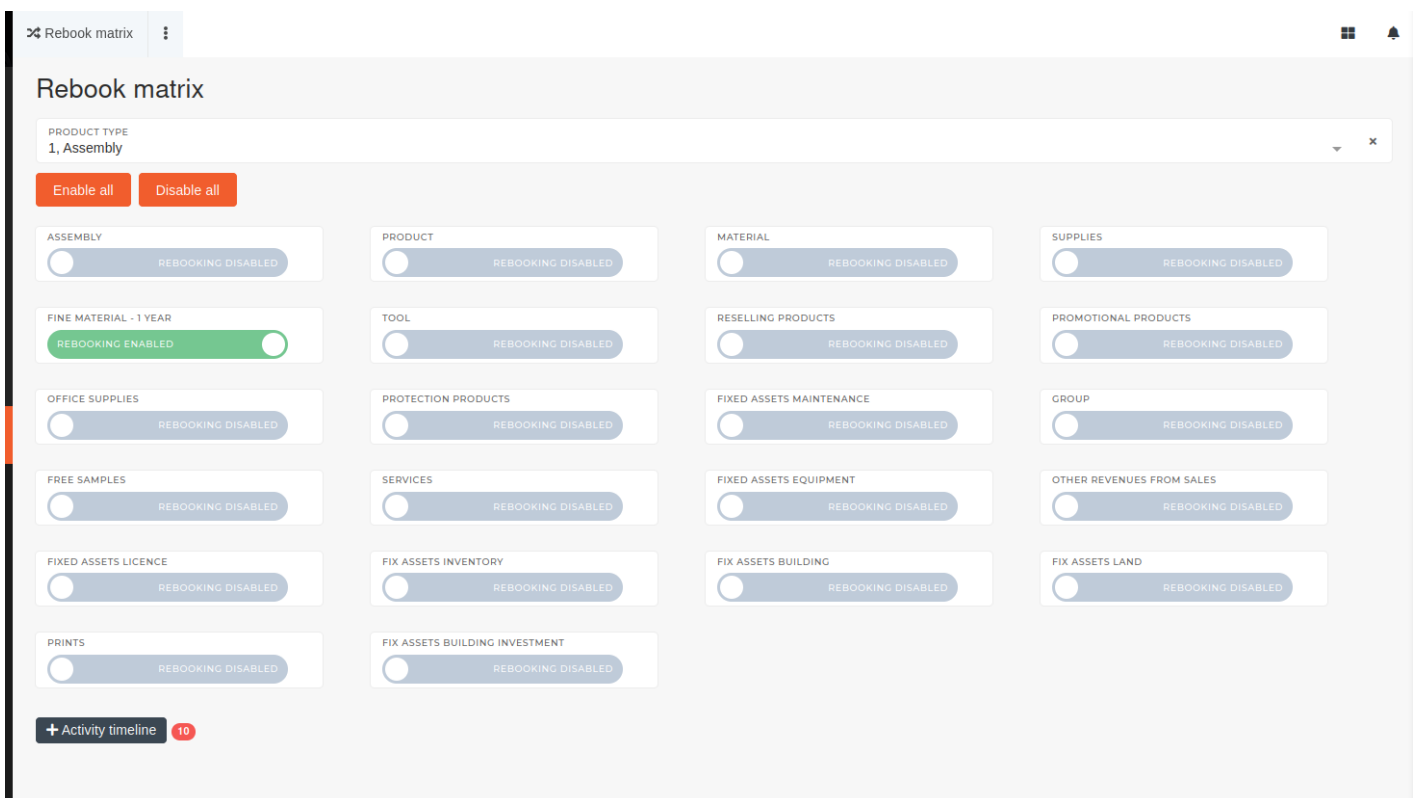 Rebook matrix
Rebook matrix
PRODUCT TYPE
1, Assembly
Enable all Disable all
ASSEMBLY PRODUCT MATERIAL SUPPLIES
REBOOKING DISABLED REBOOKING DISABLED REBOOKING DISABLED REBOOKING DISABLED
FINE MATERIAL - 1 YEAR TOOL RESELLING PRODUCTS PROMOTIONAL PRODUCTS
REBOOKING ENABLED REBOOKING DISABLED REBOOKING DISABLED REBOOKING DISABLED
OFFICE SUPPLIES PROTECTION PRODUCTS FIXED ASSETS MAINTENANCE GROUP
REBOOKING DISABLED REBOOKING DISABLED REBOOKING DISABLED REBOOKING DISABLED
FREE SAMPLES SERVICES FIXED ASSETS EQUIPMENT OTHER REVENUES FROM SALES
REBOOKING DISABLED REBOOKING DISABLED REBOOKING DISABLED REBOOKING DISABLED
FIXED ASSETS LICENCE FIX ASSETS INVENTORY FIX ASSETS BUILDING FIX ASSETS LAND
REBOOKING DISABLED REBOOKING DISABLED REBOOKING DISABLED REBOOKING DISABLED
PRINTS FIX ASSETS BUILDING INVESTMENT
REBOOKING DISABLED REBOOKING DISABLED
Activity timeline 10